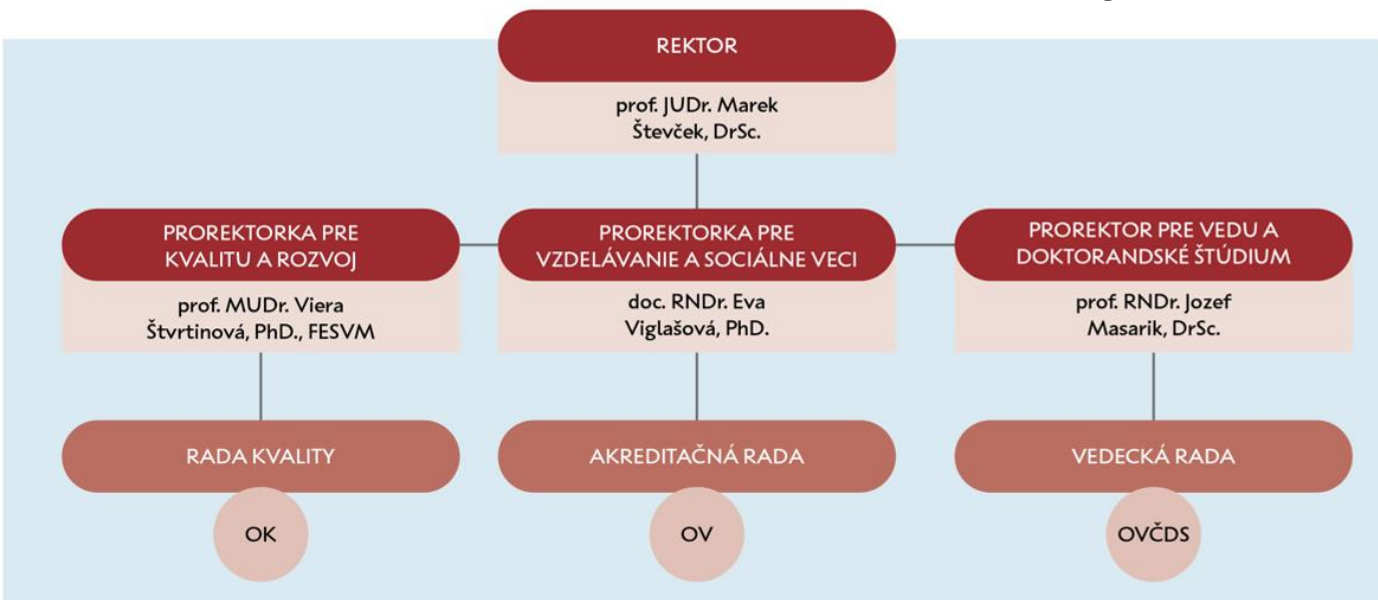 REKTOR
prof. JUDr. Marek
Števček, DrSc.
PROREKTORKA PRE
KVALITU A ROZVOJ
prof. MUDr. Viera
Štvrtinová, PhD., FESVM
PROREKTORKA PRE
VZDELÁVANIE A SOCIÁLNE VECI
doc. RNDr. Eva
Viglašová, PhD.
PROREKTOR PRE VEDU A
DOKTORANDSKÉ ŠTÚDIUM
prof. RNDr. Jozef
Masarik, DrSc.
RADA KVALITY
OK
AKREDITAČNÁ RADA
OV
VEDECKÁ RADA
OVČDS